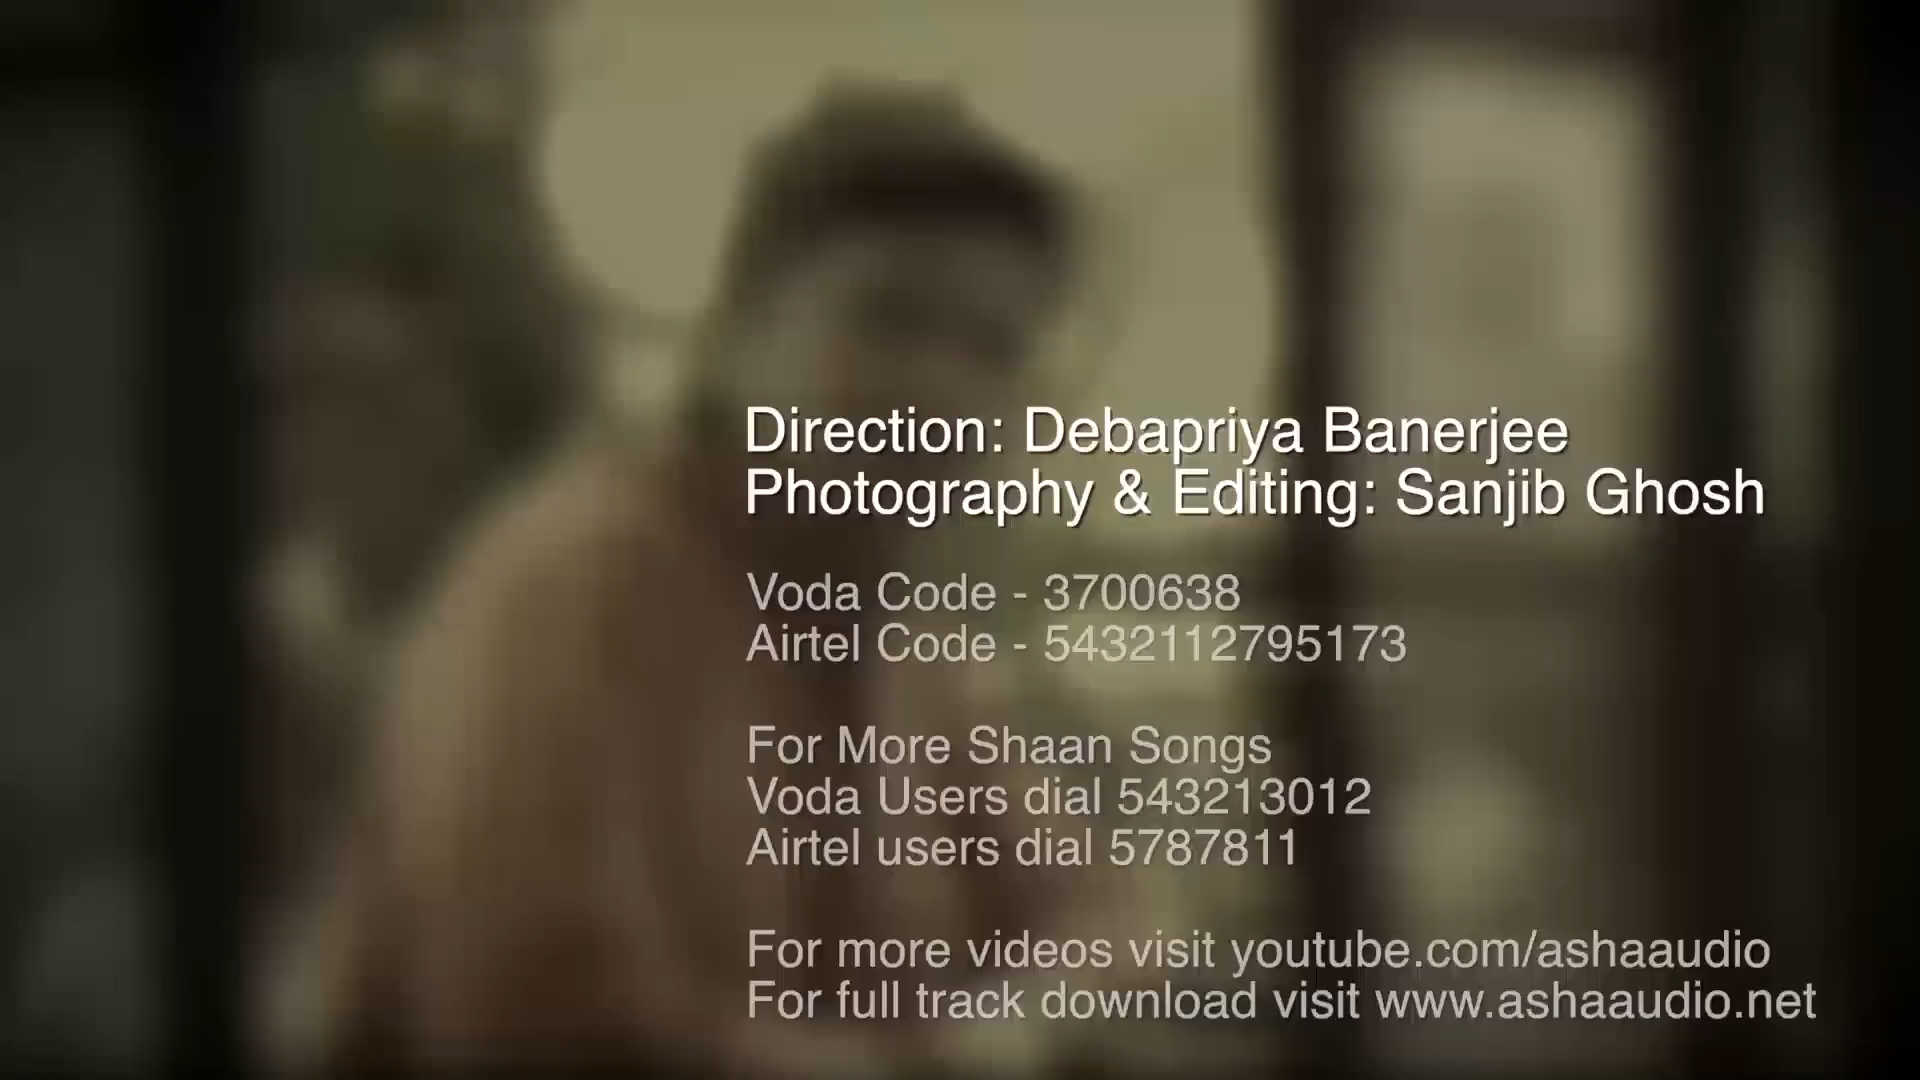 Direction: Debapriya Banerjee
Photography & Editing: Sanjib Ghosh
Voda Code - 3700638
Airtel Code - 5432112795173
For More Shaan Songs
Voda Users dial 543213012
Airtel users dial 5787811
For more videos visit youtube.com/ashaaudio
For full track download visit www.ashaaudio.net